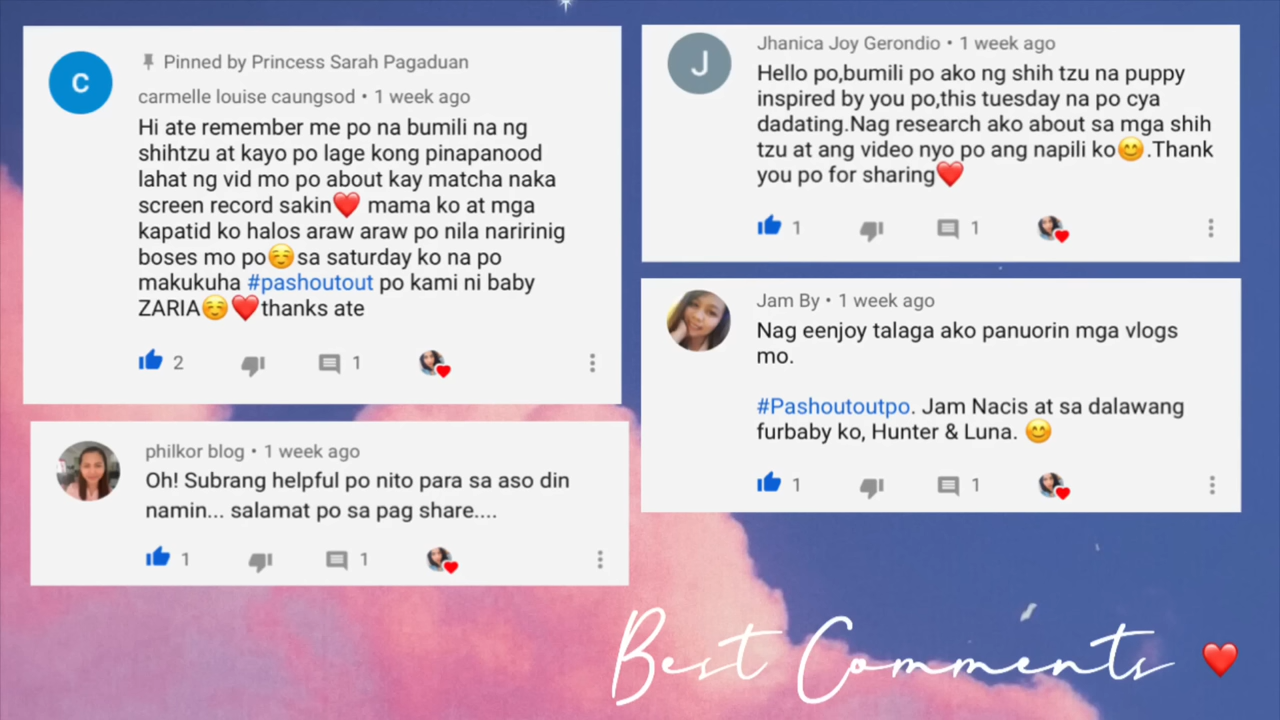 Pinned by Princess Sarah Pagaduan
carmelle louise caungsod • 1 week ago
Hi ate remember me po na bumili na ng
shihtzu at kayo po lage kong pinapanood
lahat ng vid mo po about kay matcha naka
screen record sakin❤️ mama ko at mga
kapatid ko halos araw araw po nila naririnig
boses mo po☺️sa saturday ko na po
makukuha #pashoutout po kami ni baby
ZARIA☺️❤️thanks ate
2 1
philkor blog • 1 week ago
Oh! Subrang helpful po nito para sa aso din
namin... salamat po sa pag share....
1 1
J
Jhanica Joy Gerondio • 1 week ago
Hello po,bumili po ako ng shih tzu na puppy
inspired by you po,this tuesday na po cya
dadating.Nag research ako about sa mga shih
tzu at ang video nyo po ang napili ko😊.Thank
you po for sharing❤️
1 1
Jam By • 1 week ago
Nag eenjoy talaga ako panuorin mga vlogs
mo.
#Pashoutoutpo. Jam Nacis at sa dalawang
furbaby ko, Hunter & Luna. 😊
1 1
C
Best Comments ❤️